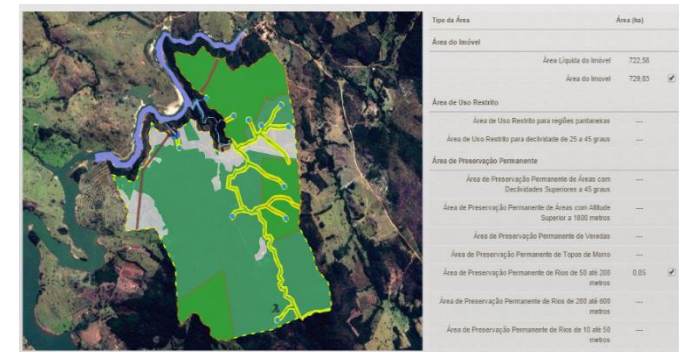 Tipo da Área Área (ha)
Área do Imóvel
Área Líquida do Imóvel 722,58
Área do Imovel 729,83
Área de Uso Restrito
Área de Uso Restrito para regiões pantaneiras ---
Área de Uso Restrito para declividade de 25 a 45 graus ---
Área de Preservação Permanente
Área de Preservação Permanente de Áreas com
Declividades Superiores a 45 graus ---
Área de Preservação Permanente de Áreas com Altitude
Superior a 1800 metros ---
Área de Preservação Permanente de Veredas ---
Área de Preservação Permanente de Topos de Morro ---
Área de Preservação Permanente de Rios de 50 até 200
metros 0,05
Área de Preservação Permanente de Rios de 200 até 600
metros ---
Área de Preservação Permanente de Rios de 10 até 50
metros ---